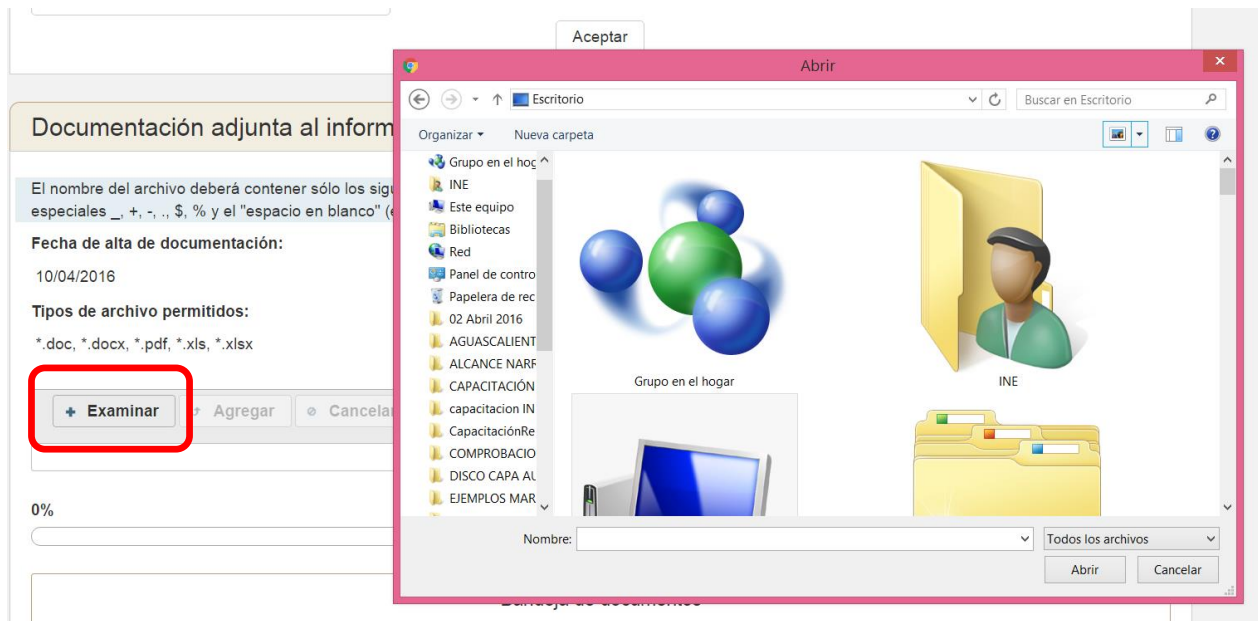 Aceptar
Documentación adjunta al inform
El nombre del archivo deberá contener sólo los sigu
especiales _, +, -, ., $, % y el "espacio en blanco" (e
Fecha de alta de documentación:
10/04/2016
Tipos de archivo permitidos:
*.doc, *.docx, *.pdf, *.xls, *.xlsx
+ Examinar
Agregar
Cancela
0%
Abrir
Escritorio
Buscar en Escritorio
Organizar
Nueva carpeta
Grupo en el hog
INE
Este equipo
Bibliotecas
Red
Panel de contro
Papelera de rec
02 Abril 2016
AGUASCALIENT
ALCANCE NARR
CAPACITACIÓN
capacitacion IN
CapacitaciónRe
COMPROBACIO
DISCO CAPA AU
EJEMPLOS MAR
Grupo en el hogar
INE
Nombre:
Todos los archivos
Abrir
Cancelar
Bandeja de documentos